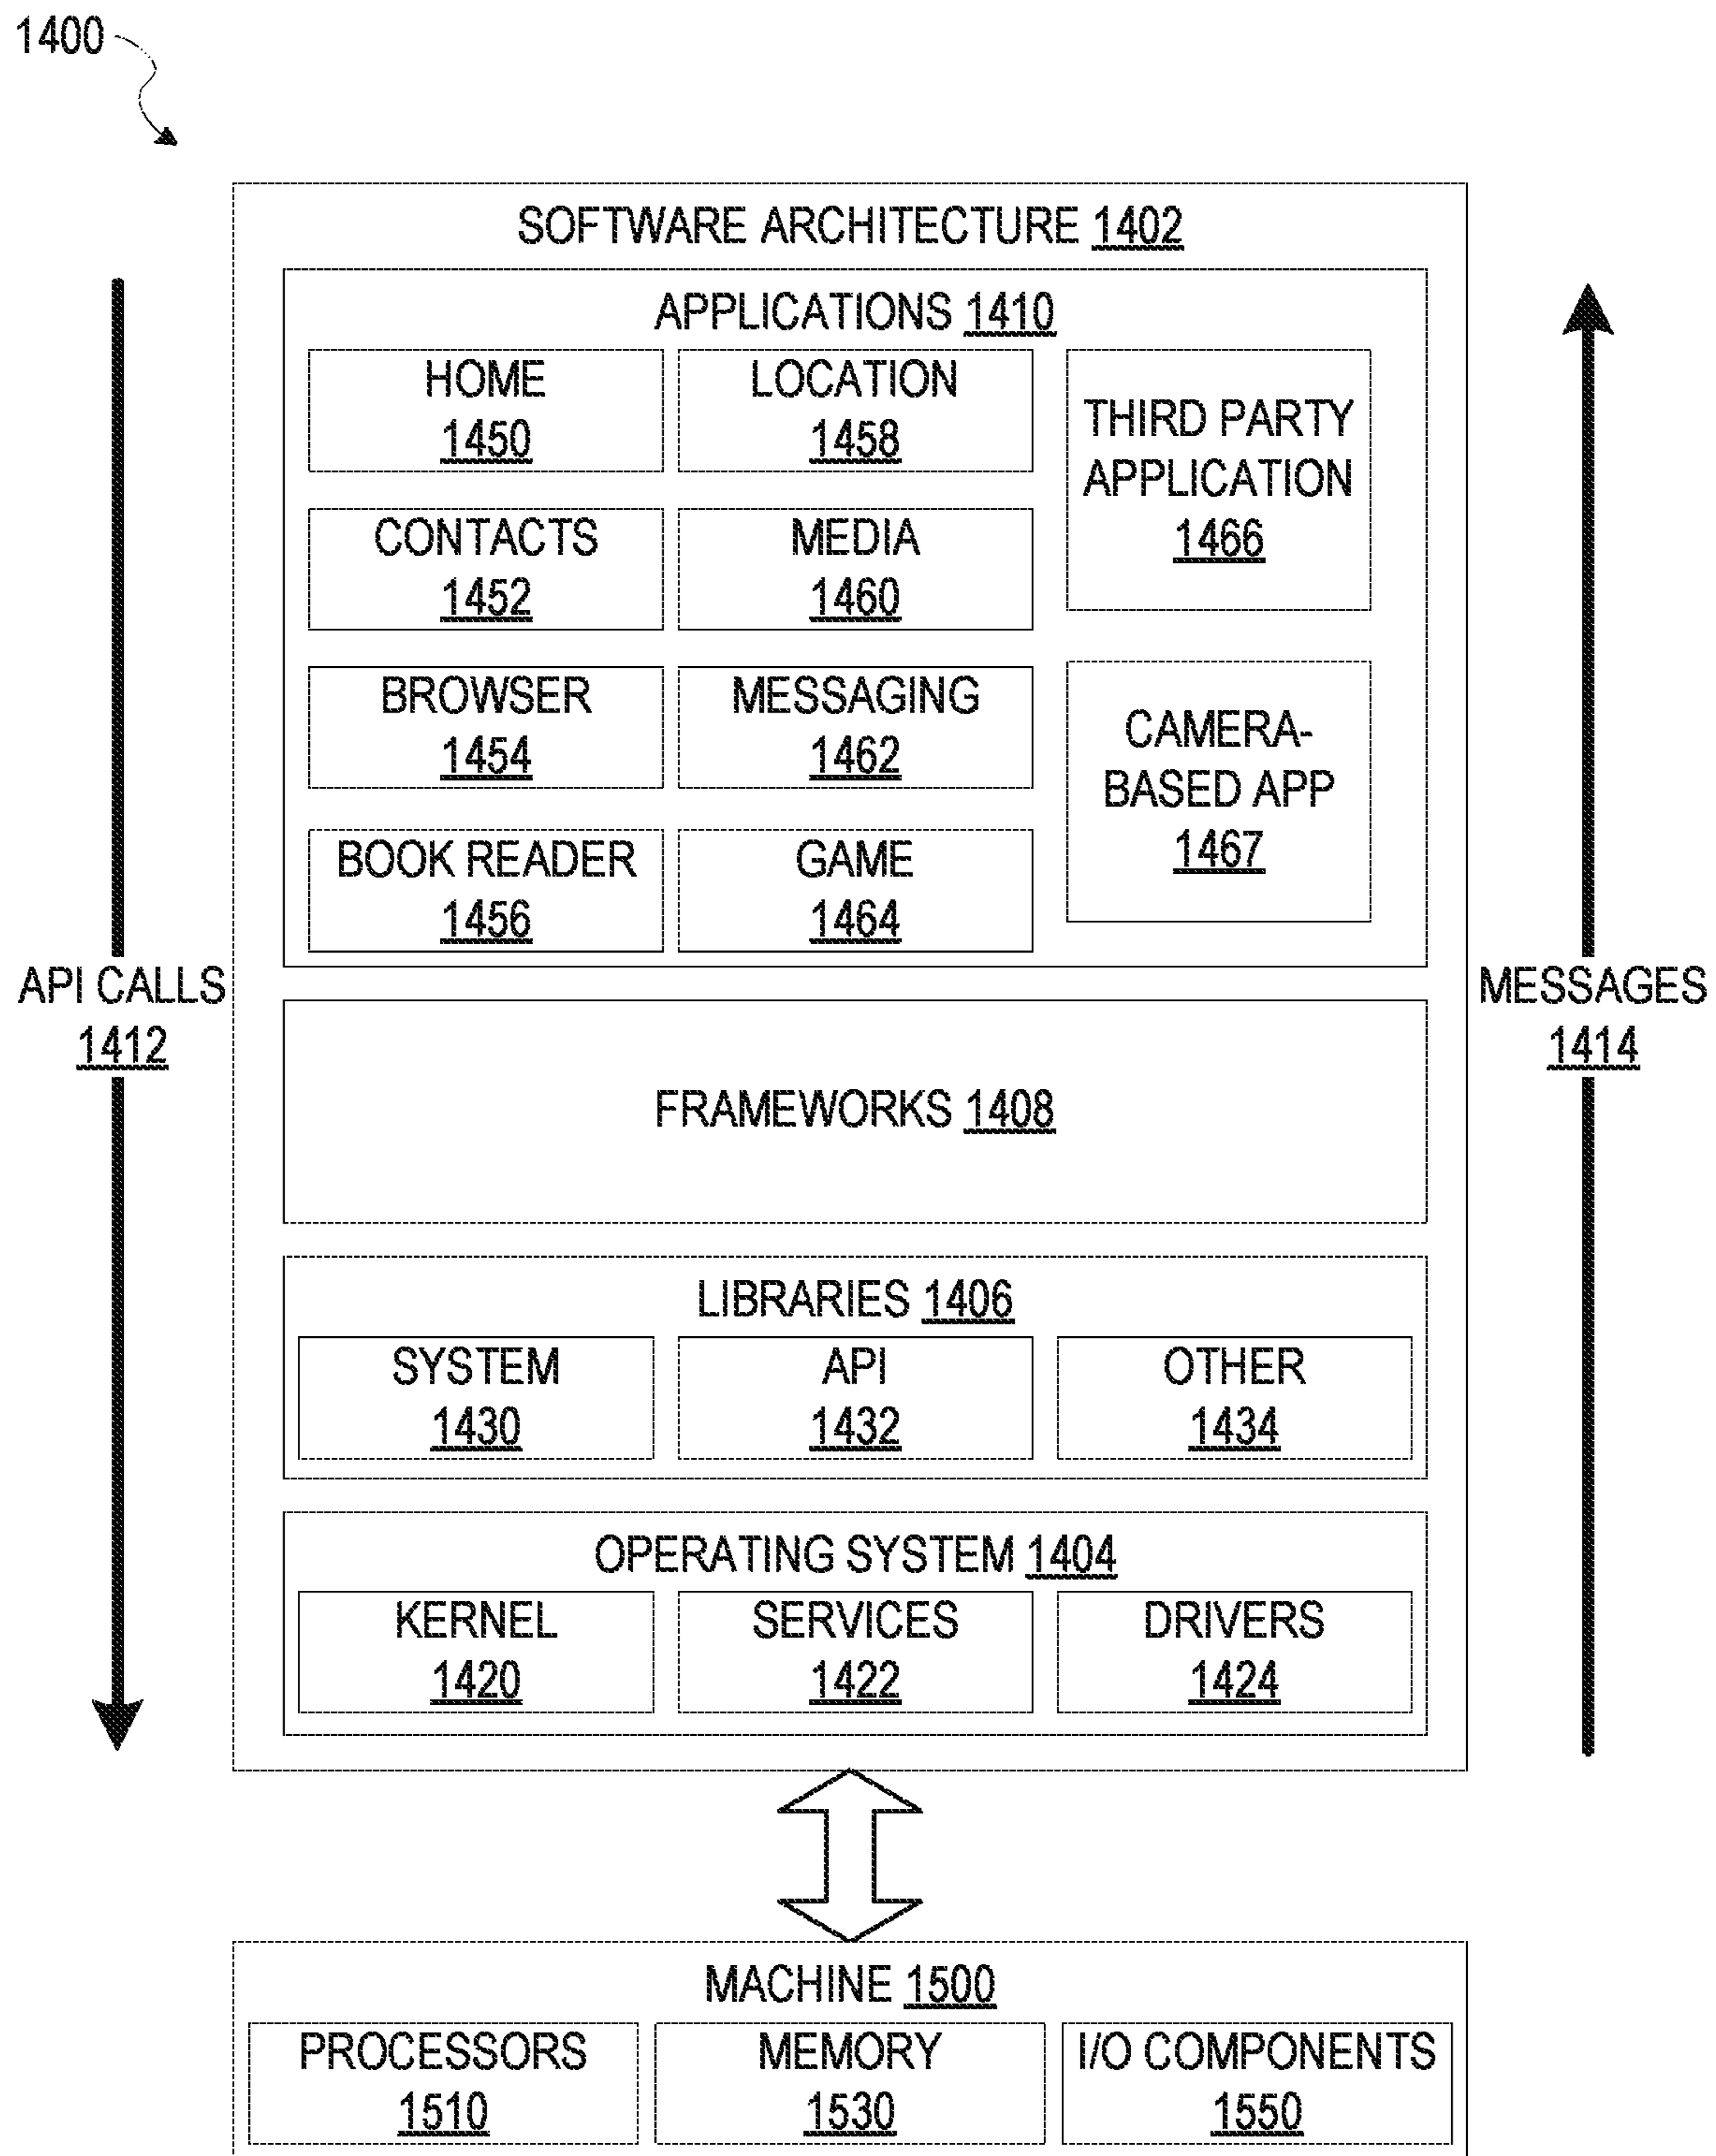 1400
SOFTWARE ARCHITECTURE 1402
APPLICATIONS 1410
HOME
1450
LOCATION
1458
THIRD PARTY
APPLICATION
1466
CONTACTS
1452
MEDIA
1460
BROWSER
1454
MESSAGING
1462
CAMERA-
BASED APP
1467
BOOK READER
1456
GAME
1464
API CALLS
1412
MESSAGES
1414
FRAMEWORKS 1408
LIBRARIES 1406
SYSTEM
1430
API
1432
OTHER
1434
OPERATING SYSTEM 1404
KERNEL
1420
SERVICES
1422
DRIVERS
1424
MACHINE 1500
PROCESSORS
1510
MEMORY
1530
I/O COMPONENTS
1550